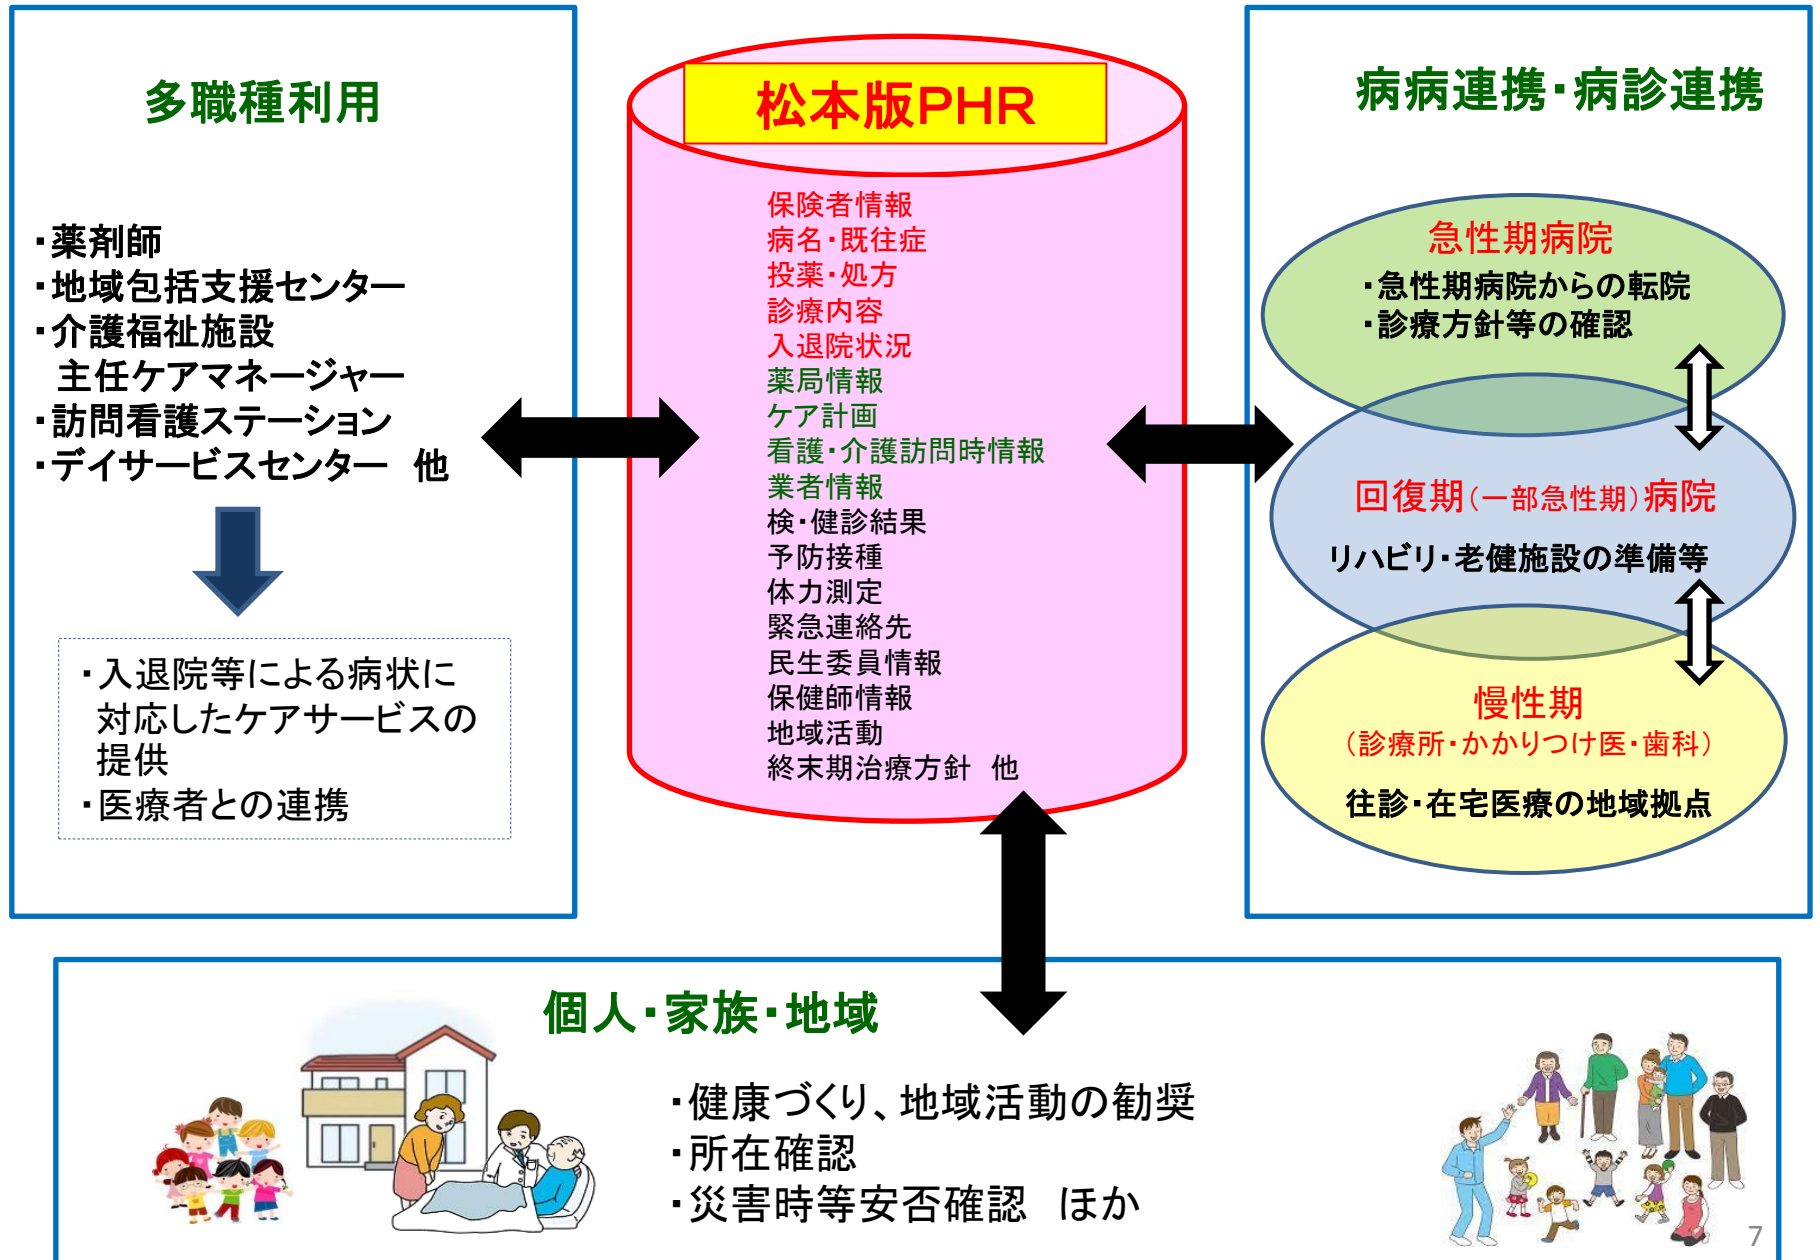 多職種利用
・薬剤師
・地域包括支援センター
・介護福祉施設
主任ケアマネージャー
・訪問看護ステーション
・デイサービスセンター 他
・入退院等による病状に
対応したケアサービスの
提供
・医療者との連携
松本版PHR
保険者情報
病名・既往症
投薬・処方
診療内容
入退院状況
薬局情報
ケア計画
看護・介護訪問時情報
業者情報
検・健診結果
予防接種
体力測定
緊急連絡先
民生委員情報
保健師情報
地域活動
終末期治療方針 他
病病連携・病診連携
急性期病院
・急性期病院からの転院
・診療方針等の確認
回復期(一部急性期)病院
リハビリ・老健施設の準備等
慢性期
(診療所・かかりつけ医・歯科)
往診・在宅医療の地域拠点
個人・家族・地域
・健康づくり、地域活動の勧奨
・所在確認
・災害時等安否確認 ほか
7